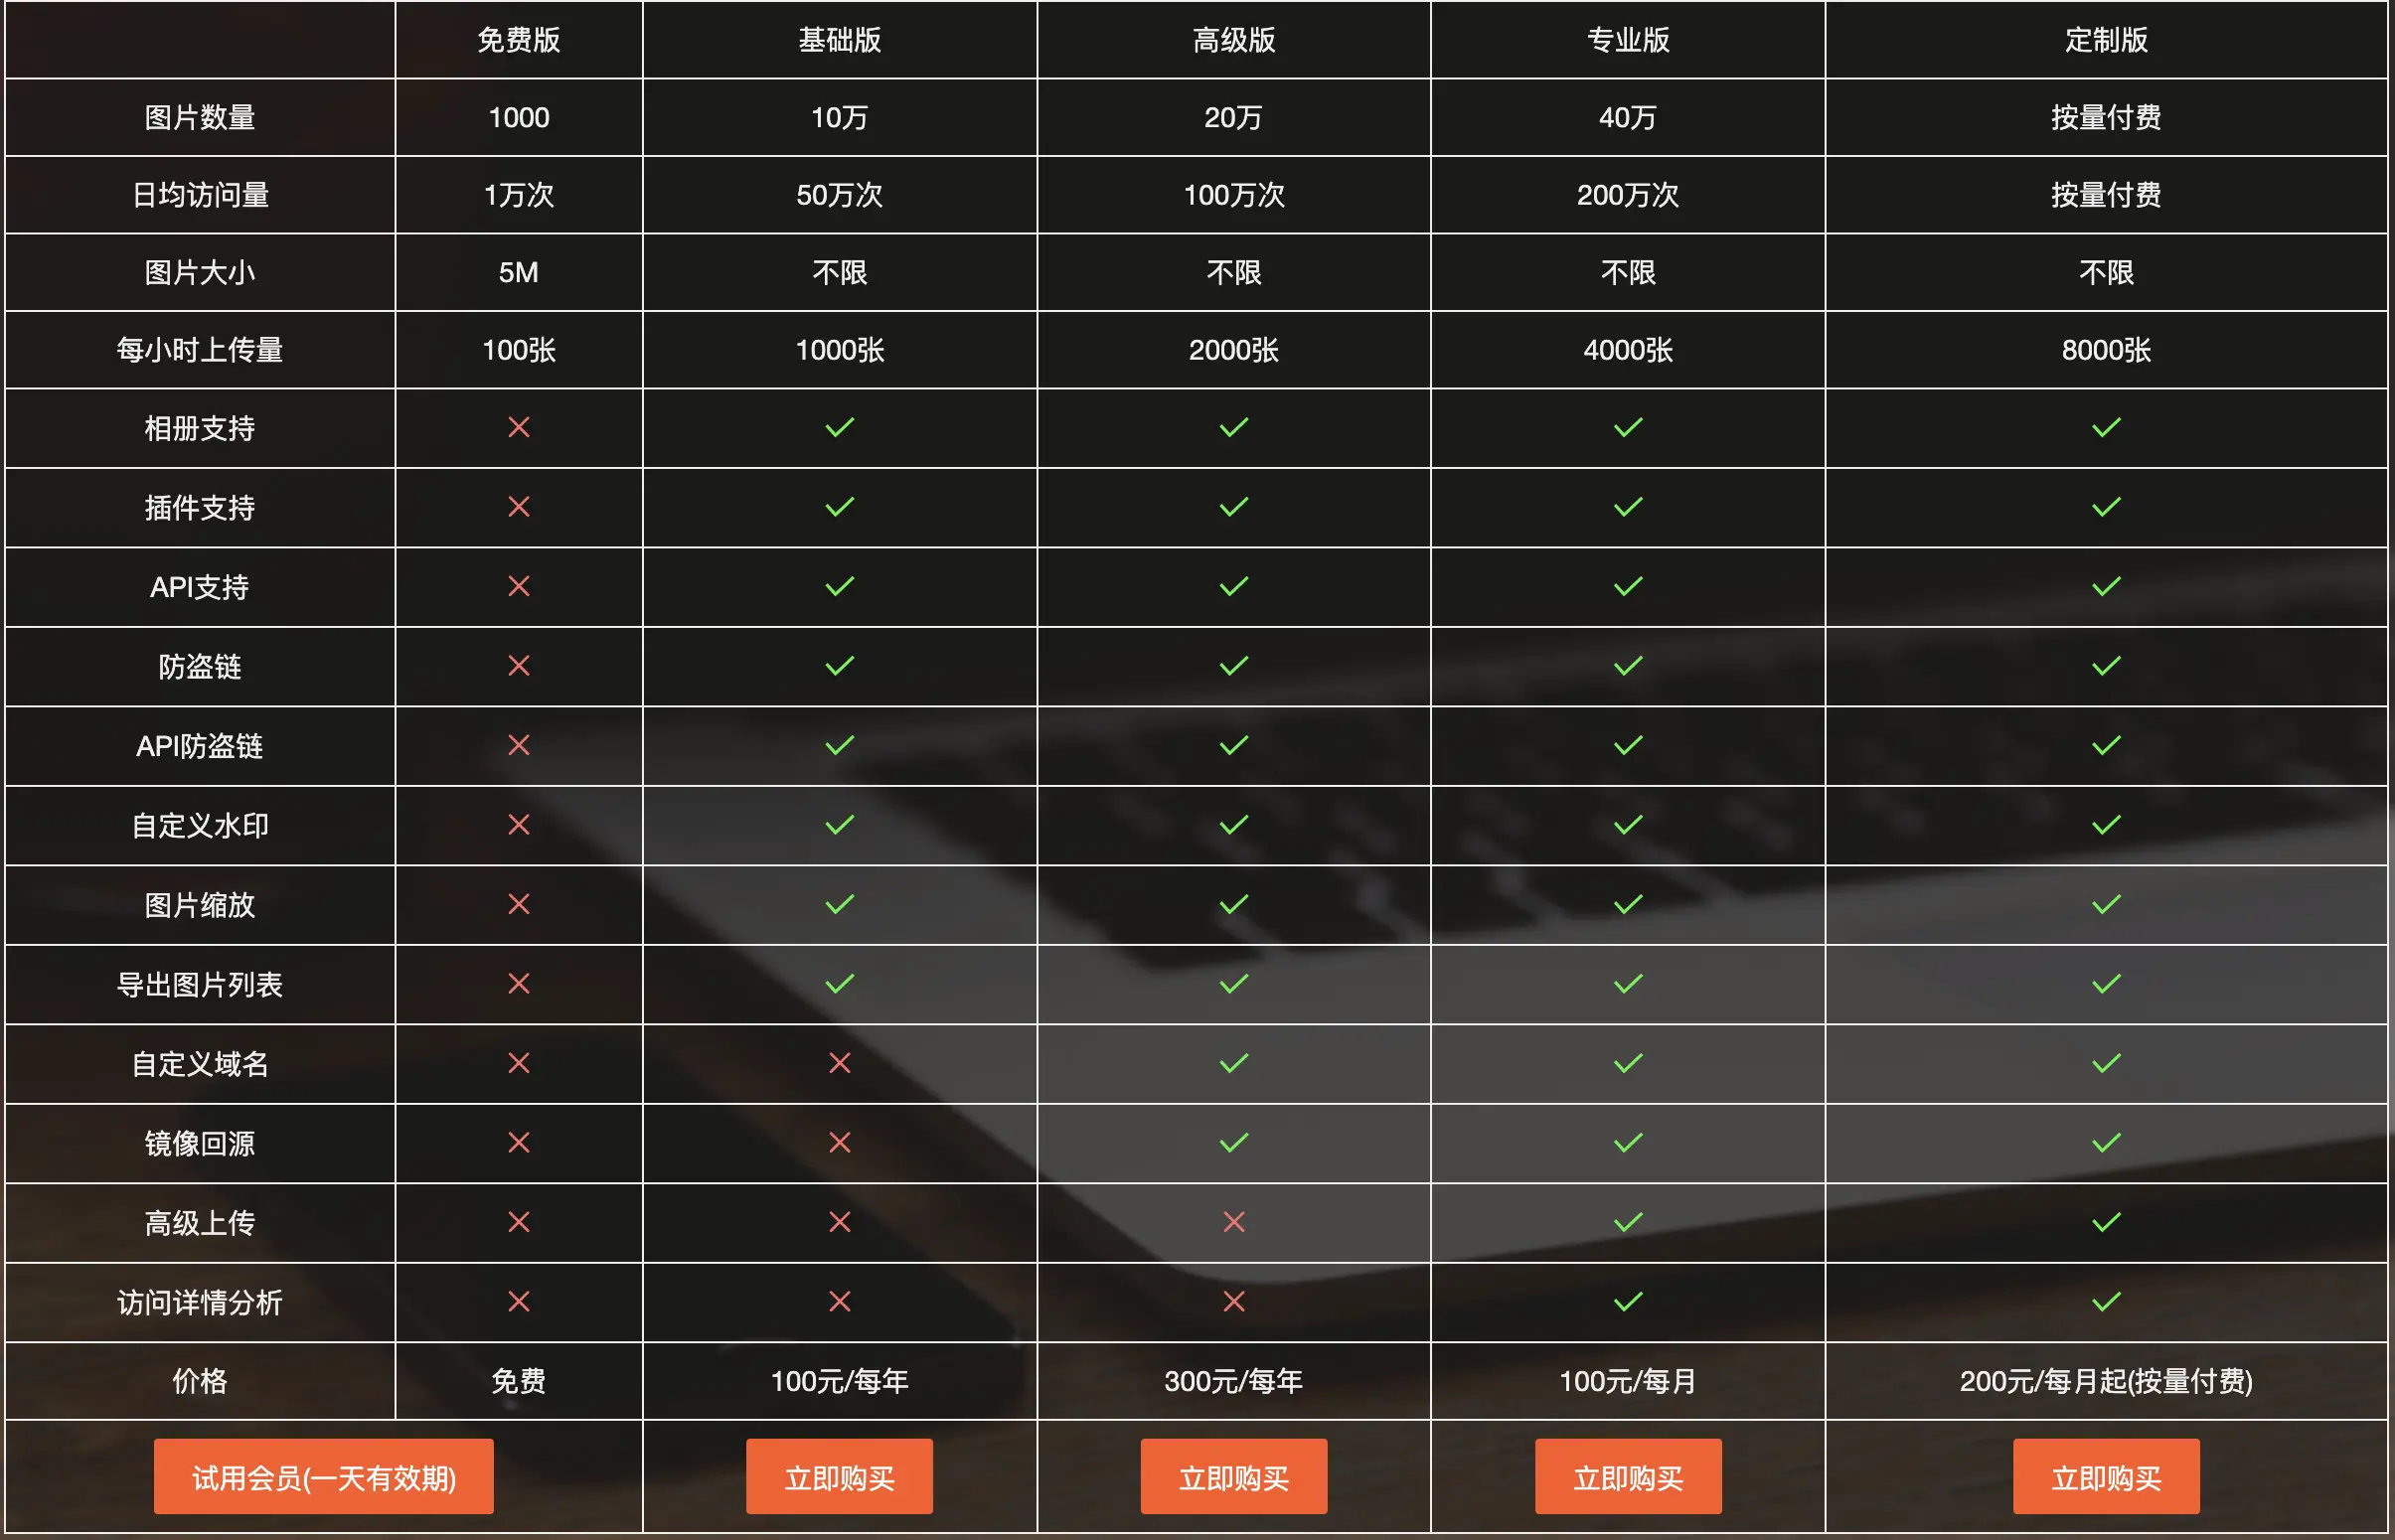 免费版 基础版 高级版 专业版 定制版
图片数量 1000 10万 20万 40万 按量付费
日均访问量 1万次 50万次 100万次 200万次 按量付费
图片大小 5M 不限 不限 不限 不限
每小时上传量 100张 1000张 2000张 4000张 8000张
相册支持
插件支持
API支持
防盗链
API防盗链
自定义水印
图片缩放
导出图片列表
自定义域名
镜像回源
高级上传
访问详情分析
价格 免费 100元/每年 300元/每年 100元/每月 200元/每月起(按量付费)
试用会员(一天有效期) 立即购买 立即购买 立即购买 立即购买